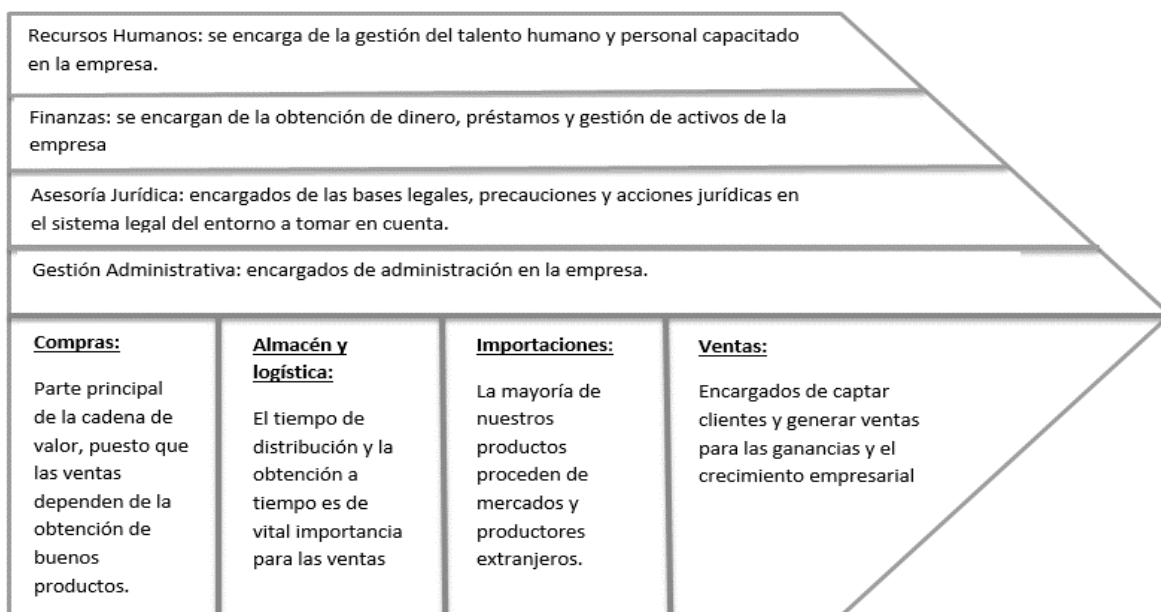 Recursos Humanos: se encarga de la gestión del talento humano y personal capacitado
en la empresa.
Finanzas: se encargan de la obtención de dinero, préstamos y gestión de activos de la
empresa
Asesoría Jurídica: encargados de las bases legales, precauciones y acciones jurídicas en
el sistema legal del entorno a tomar en cuenta.
Gestión Administrativa: encargados de administración en la empresa.
Compras:
Parte principal
de la cadena de
valor, puesto que
las ventas
dependen de la
obtención de
buenos
productos.
Almacén y
logística:
El tiempo de
distribución y la
obtención a
tiempo es de
vital importancia
para las ventas
Importaciones:
La mayoría de
nuestros
productos
proceden de
mercados y
productores
extranjeros.
Ventas:
Encargados de captar
clientes y generar ventas
para las ganancias y el
crecimiento empresarial